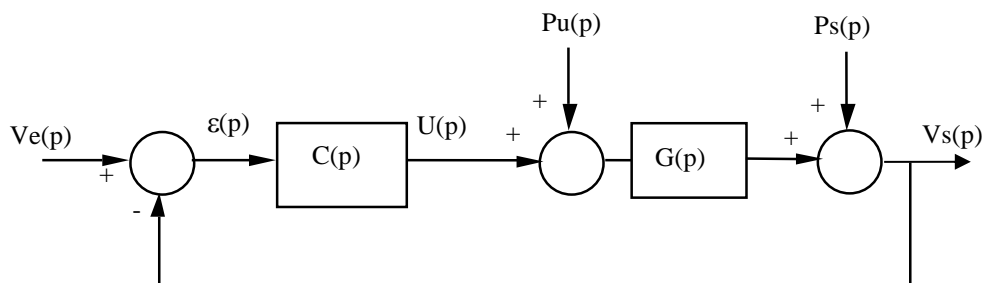 Pu(p)
Ps(p)
+
+
Ve(p)
ε(p)
U(p)
+
+
Vs(p)
C(p)
G(p)
+
-